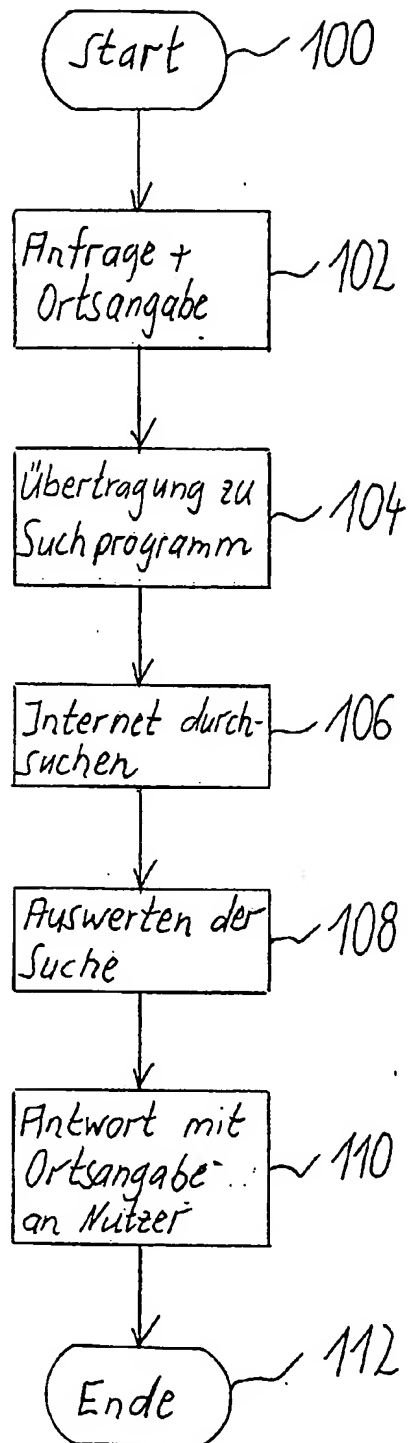 Start 100
Anfrage +
Ortsangabe
102
Übertragung zu
Suchprogramm
104
Internet durch-
suchen
106
Auswerten der
Suche
108
Antwort mit
Ortsangabe
an Nutzer
110
Ende 112